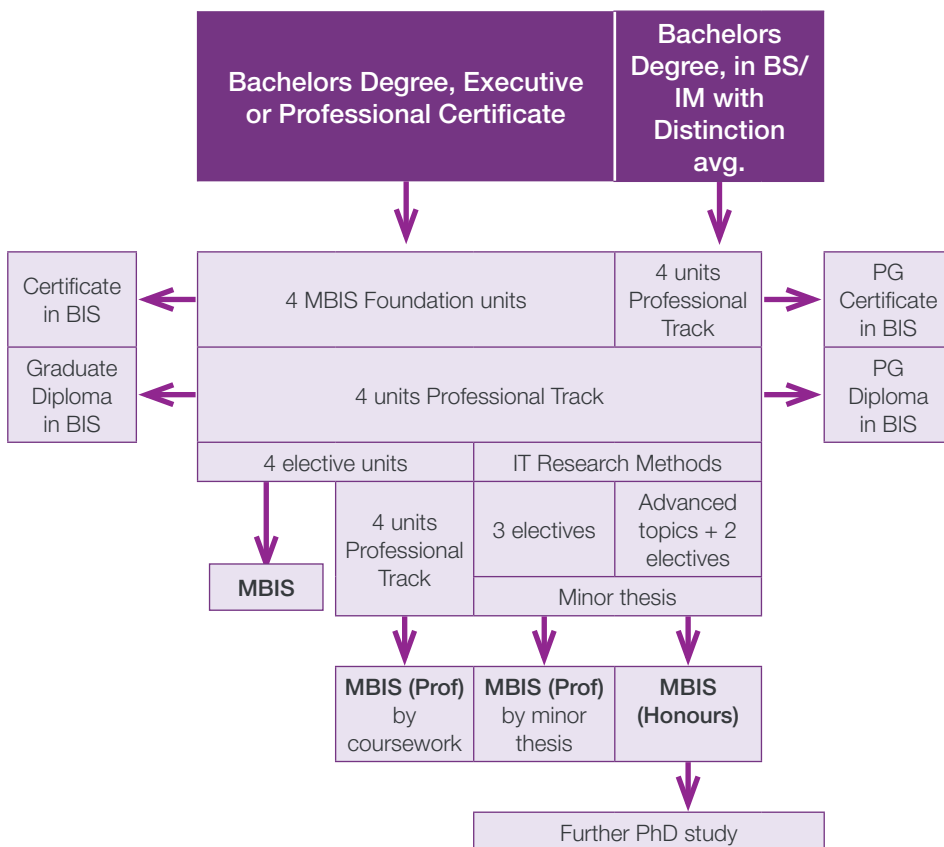 Bachelors Degree, Executive
or Professional Certificate
Bachelors
Degree, in BS/
IM with
Distinction
avg.
Certificate
in BIS
4 MBIS Foundation units
4 units
Professional
Track
PG
Certificate
in BIS
Graduate
Diploma
in BIS
4 units Professional Track
PG
Diploma
in BIS
4 elective units
IT Research Methods
4 units
Professional
Track
3 electives
Advanced
topics + 2
electives
MBIS
Minor thesis
MBIS (Prof)
by
coursework
MBIS (Prof)
by minor
thesis
MBIS
(Honours)
Further PhD study